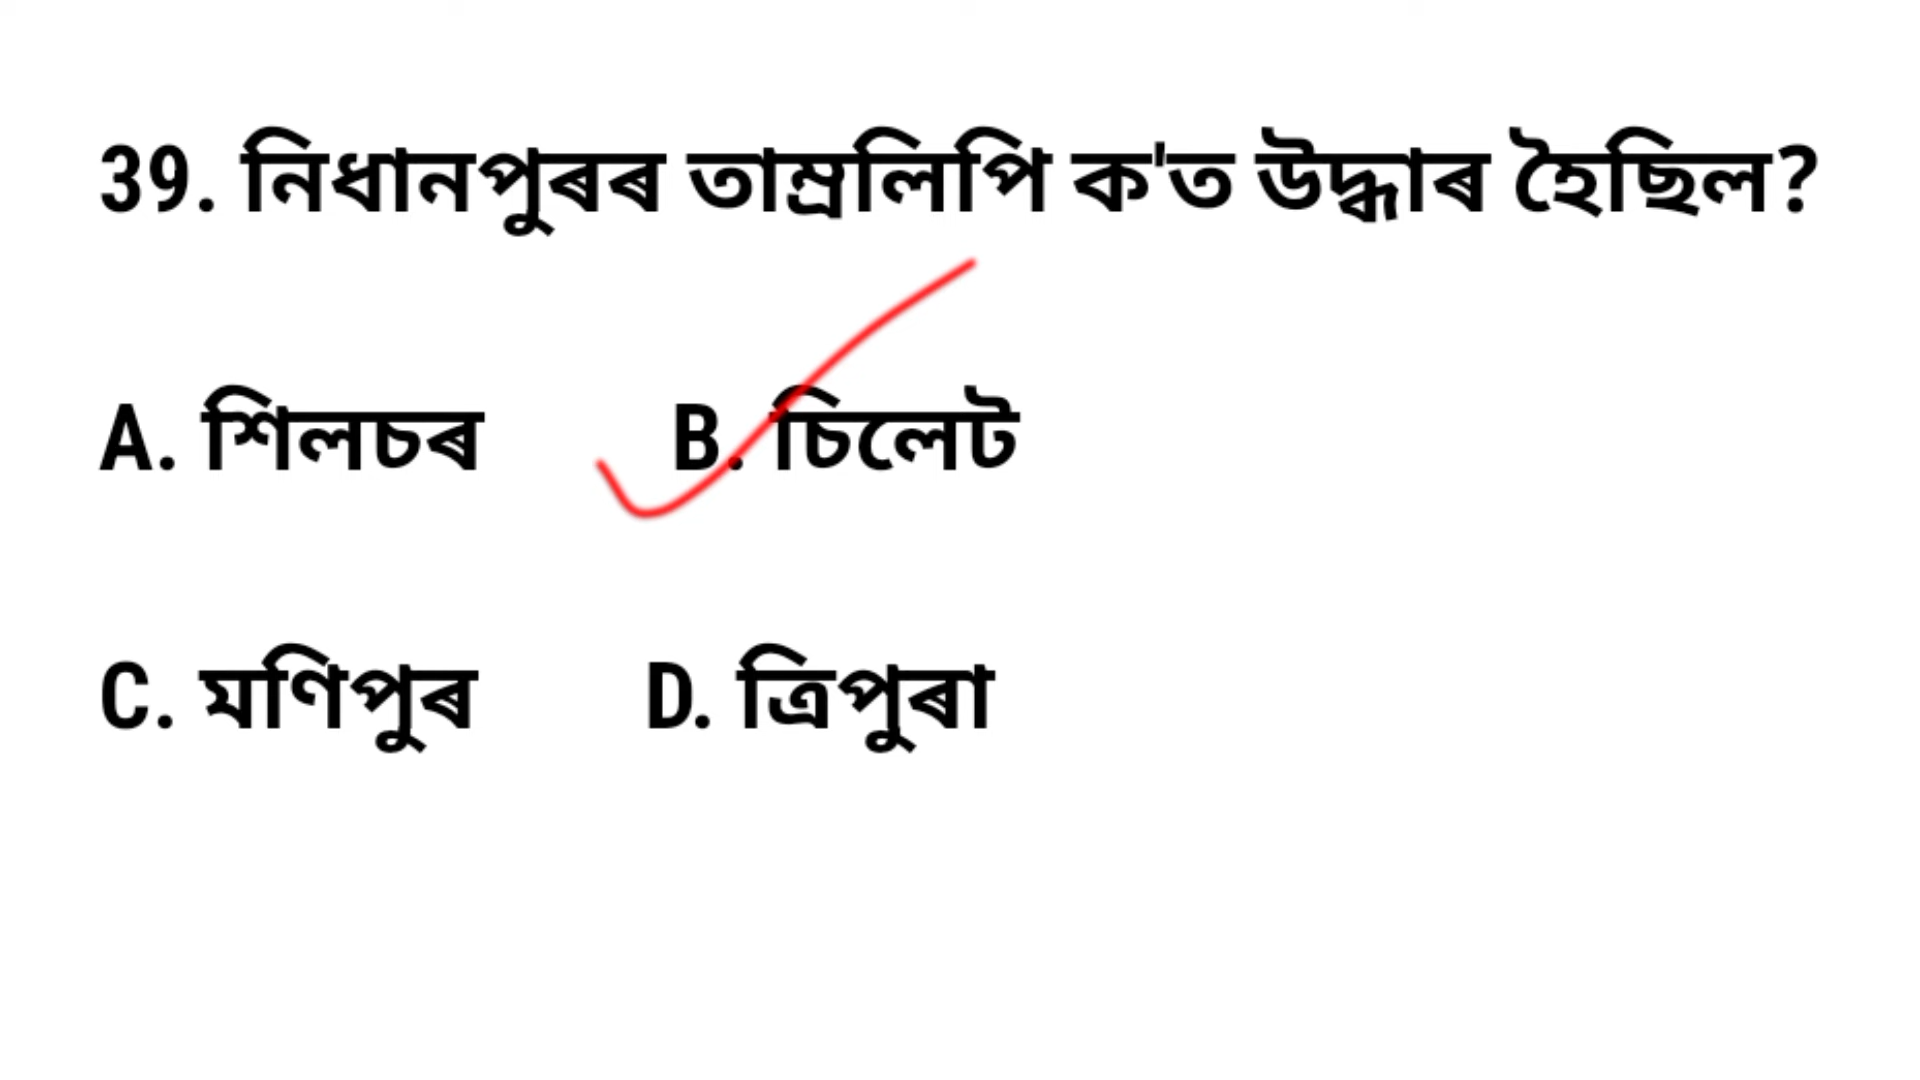 39. নিধানপুৰৰ তাম্ৰলিপি ক'ত উদ্ধাৰ হৈছিল?
A. শিলচৰ B. চিলেট
C. মণিপুৰ D. ত্ৰিপুৰা